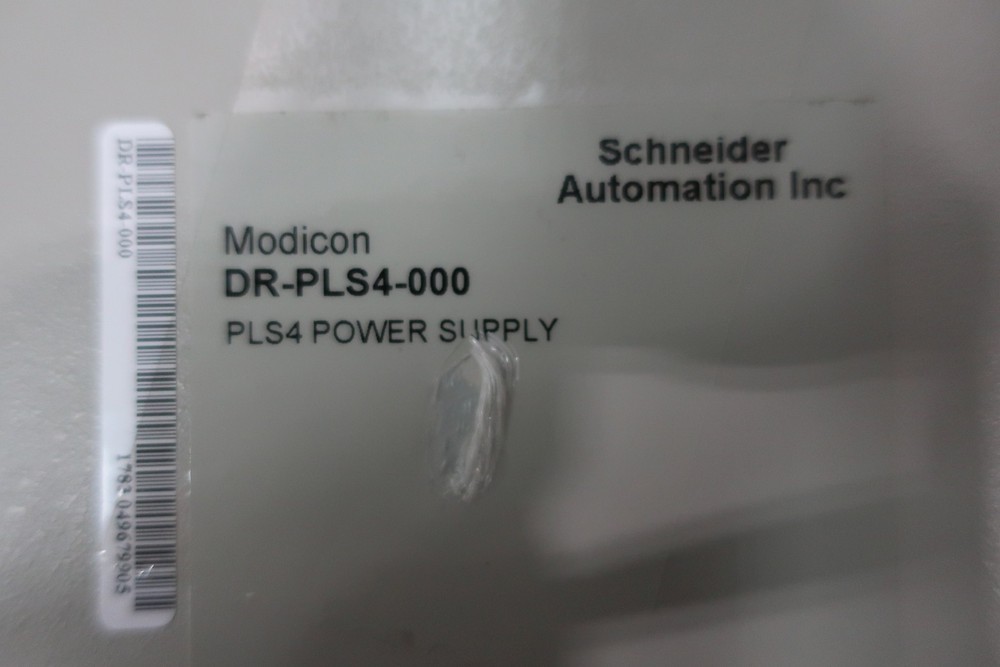 Schneider
Automation Inc
Modicon
DR-PLS4-000
PLS4 POWER SUPPLY
DR PLS4 000